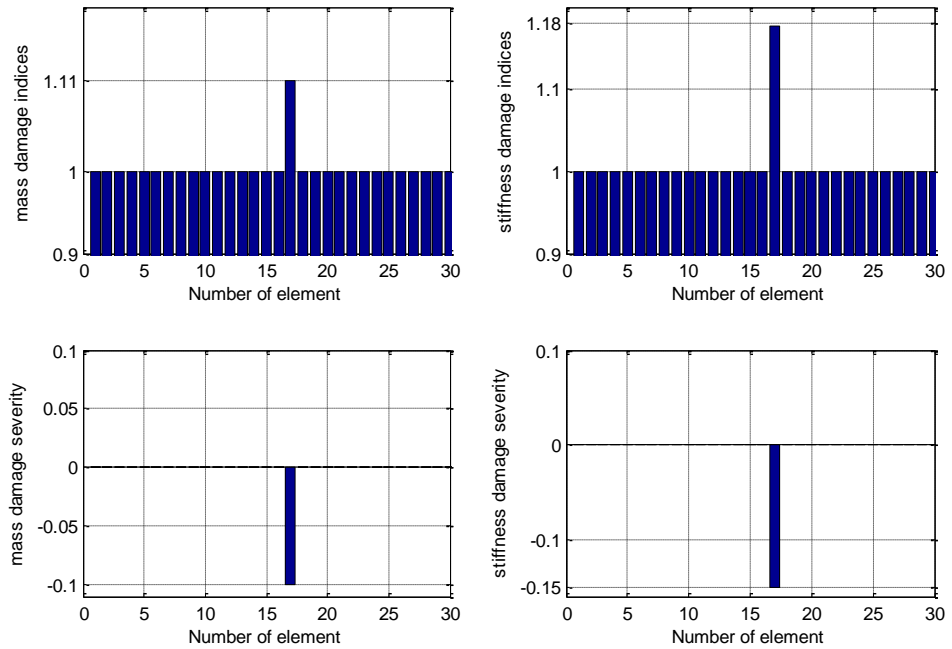 mass damage indices
1.11
1
0.9
0 5 10 15 20 25 30
Number of element
stiffness damage indices
1.18
1.1
1
0.9
0 5 10 15 20 25 30
Number of element
mass damage severity
0.1
0.05
0
-0.05
-0.1
0 5 10 15 20 25 30
Number of element
stiffness damage severity
0.1
0
-0.1
-0.15
0 5 10 15 20 25 30
Number of element